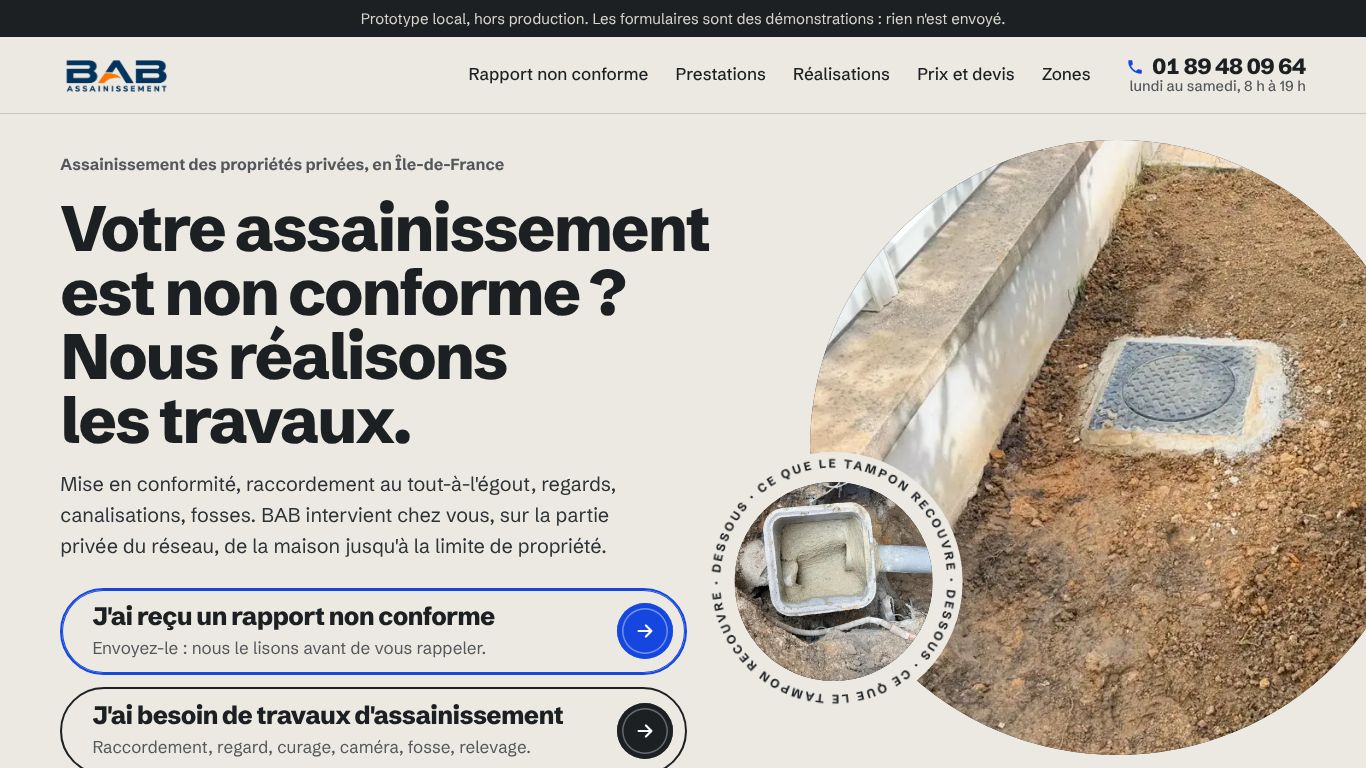 Prototype local, hors production. Les formulaires sont des démonstrations : rien n'est envoyé.
BAB
ASSAINISSEMENT
Rapport non conforme
Prestations
Réalisations
Prix et devis
Zones
01 89 48 09 64
lundi au samedi, 8 h à 19 h
Assainissement des propriétés privées, en Île-de-France
Votre assainissement
est non conforme ?
Nous réalisons
les travaux.
Mise en conformité, raccordement au tout-à-l'égout, regards,
canalisations, fosses. BAB intervient chez vous, sur la partie
privée du réseau, de la maison jusqu'à la limite de propriété.
J'ai reçu un rapport non conforme
Envoyez-le : nous le lisons avant de vous rappeler.
J'ai besoin de travaux d'assainissement
Raccordement, regard, curage, caméra, fosse, relevage.
DESSOUS · CE QUE LE TAMPON RECOUVRE · DESSOUS · CE QUE LE TAMPON RECOUVRE ·